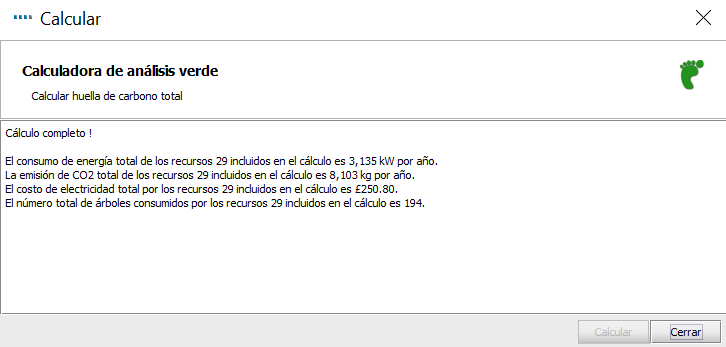 Calcular
Calculadora de análisis verde
Calcular huella de carbono total
Cálculo completo !
El consumo de energía total de los recursos 29 incluidos en el cálculo es 3,135 kW por año.
La emisión de CO2 total de los recursos 29 incluidos en el cálculo es 8,103 kg por año.
El costo de electricidad total por los recursos 29 incluidos en el cálculo es £250.80.
El número total de árboles consumidos por los recursos 29 incluidos en el cálculo es 194.
Calcular
Cerrar